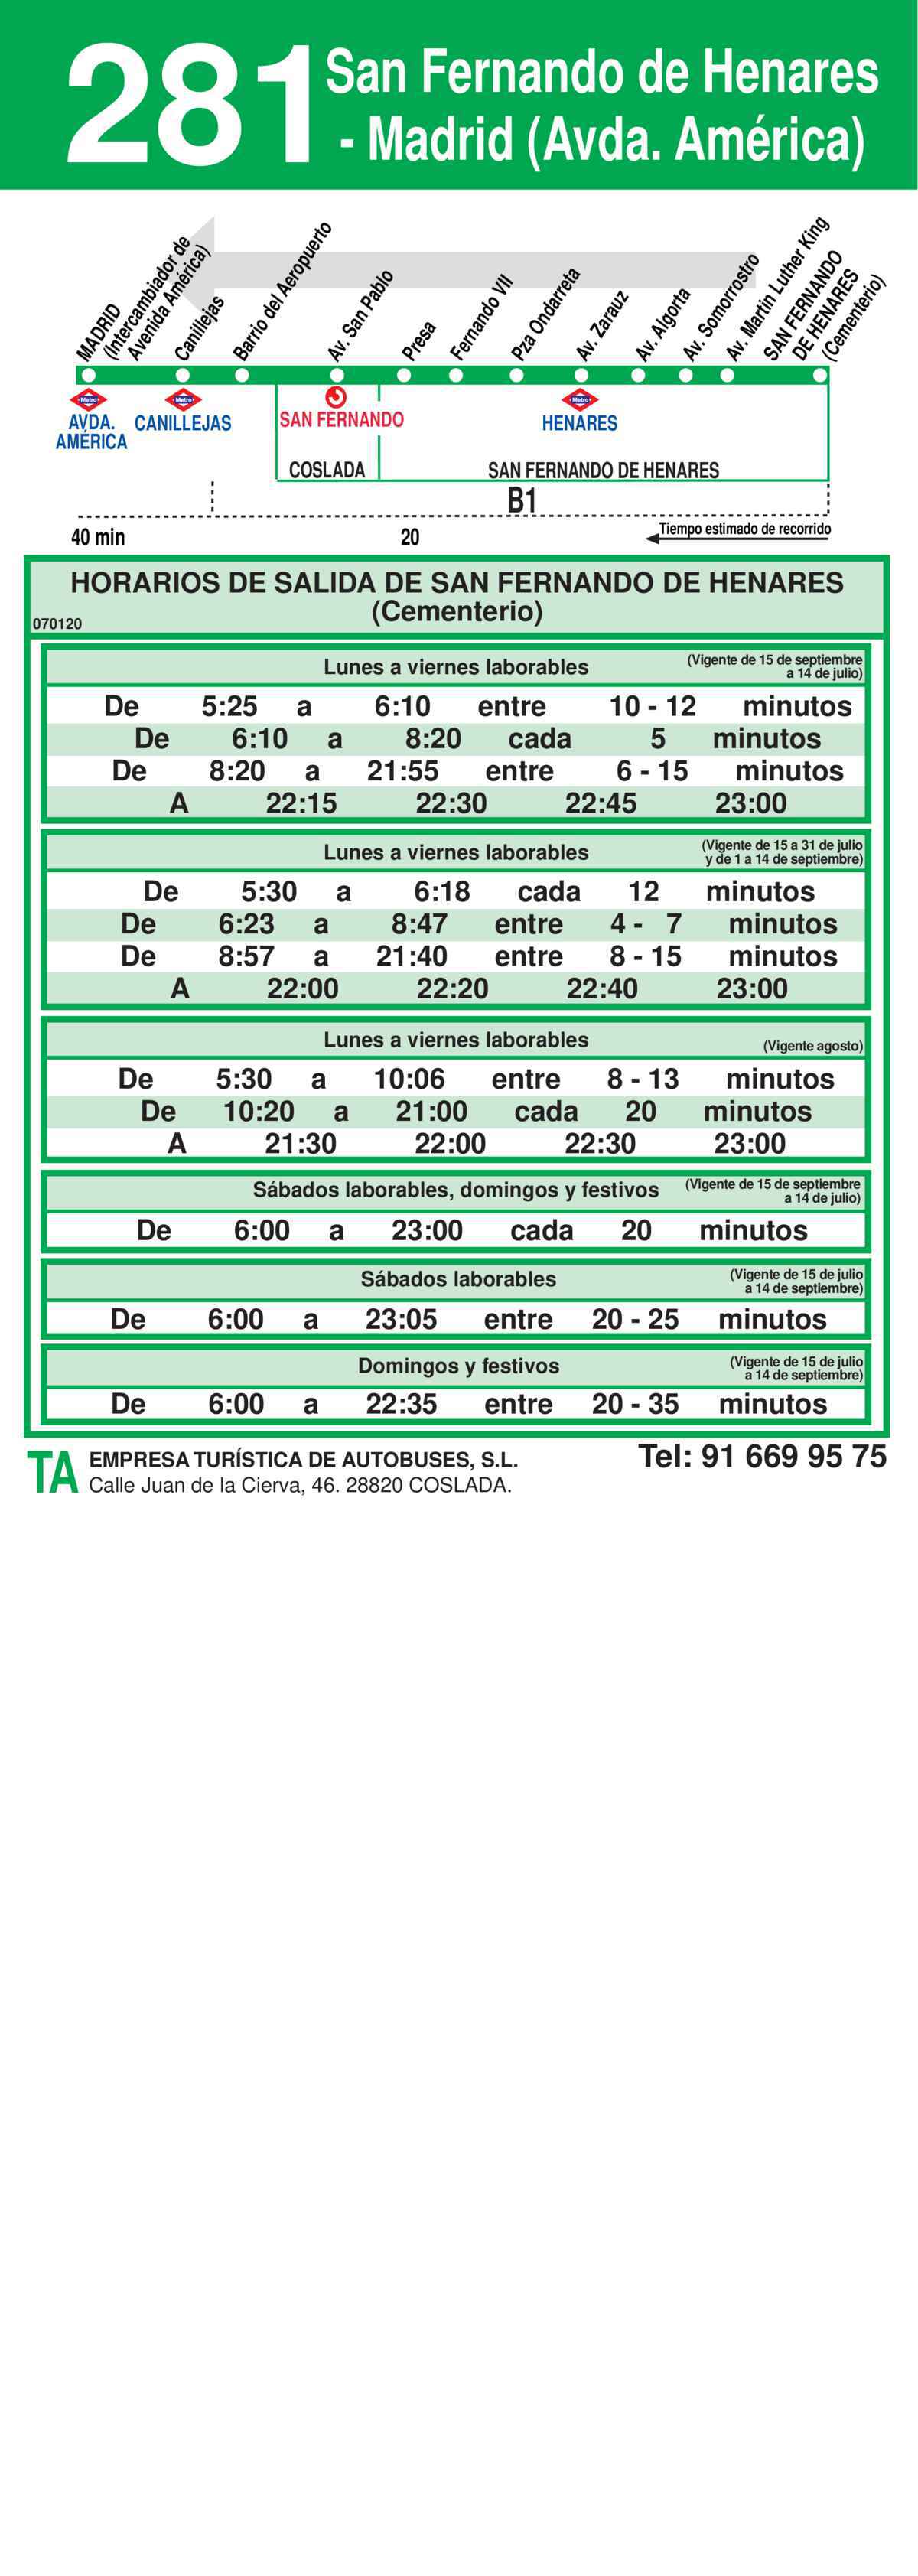 281
San Fernando de Henares
- Madrid (Avda. América)
MADRID
(Intercambiador de
Avenida América)
Canillejas
Barrio del Aeropuerto
Av. San Pablo
Presa
Fernando VII
Pza Ondarreta
Av. Zarauz
Av. Algorta
Av. Somorrostro
Av. Martin Luther King
SAN FERNANDO
DE HENARES
(Cementerio)
Metro Metro Metro
AVDA.
AMÉRICA
CANILLEJAS
SAN FERNANDO
HENARES
COSLADA SAN FERNANDO DE HENARES
B1
40 min 20 Tiempo estimado de recorrido
HORARIOS DE SALIDA DE SAN FERNANDO DE HENARES
(Cementerio)
070120
Lunes a viernes laborables (Vigente de 15 de septiembre
a 14 de julio)
De 5:25 a 6:10 entre 10 - 12 minutos
De 6:10 a 8:20 cada 5 minutos
De 8:20 a 21:55 entre 6 - 15 minutos
A 22:15 22:30 22:45 23:00
Lunes a viernes laborables (Vigente de 15 a 31 de julio
y de 1 a 14 de septiembre)
De 5:30 a 6:18 cada 12 minutos
De 6:23 a 8:47 entre 4 - 7 minutos
De 8:57 a 21:40 entre 8 - 15 minutos
A 22:00 22:20 22:40 23:00
Lunes a viernes laborables (Vigente agosto)
De 5:30 a 10:06 entre 8 - 13 minutos
De 10:20 a 21:00 cada 20 minutos
A 21:30 22:00 22:30 23:00
Sábados laborables, domingos y festivos (Vigente de 15 de septiembre
a 14 de julio)
De 6:00 a 23:00 cada 20 minutos
Sábados laborables (Vigente de 15 de julio
a 14 de septiembre)
De 6:00 a 23:05 entre 20 - 25 minutos
Domingos y festivos (Vigente de 15 de julio
a 14 de septiembre)
De 6:00 a 22:35 entre 20 - 35 minutos
TA EMPRESA TURÍSTICA DE AUTOBUSES, S.L. Tel: 91 669 95 75
Calle Juan de la Cierva, 46. 28820 COSLADA.